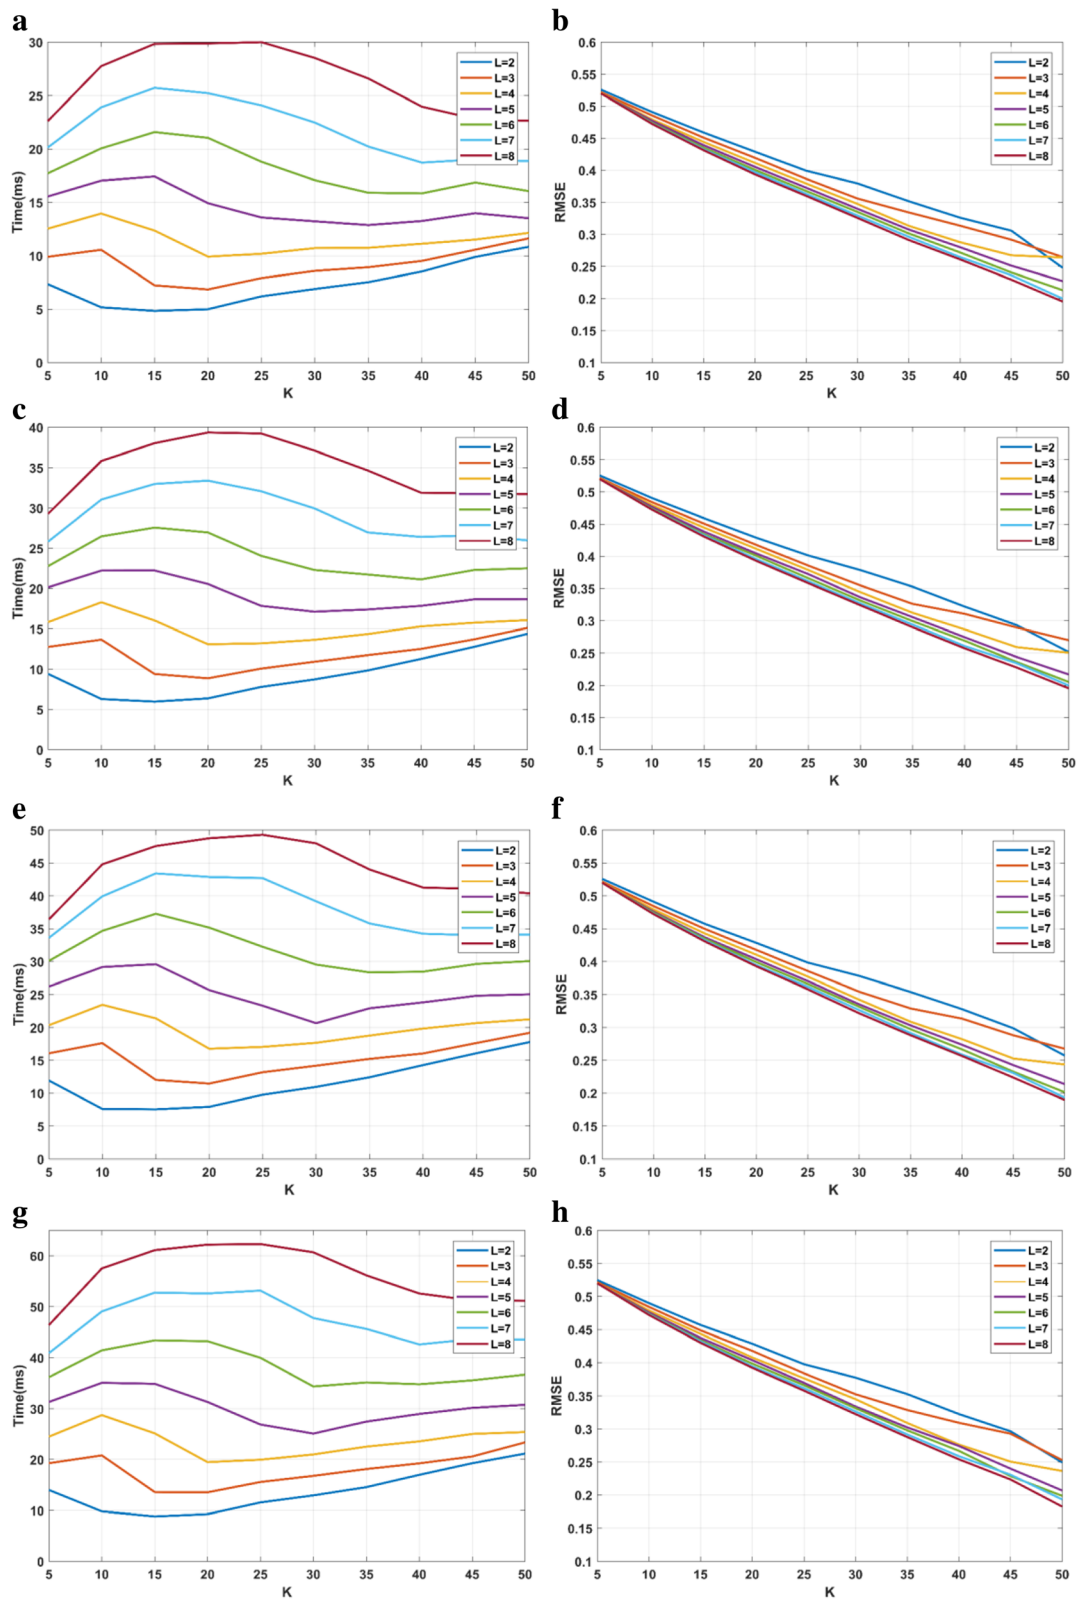 a
30
25
20
15
10
5
0
Time(ms)
5 10 15 20 25 30 35 40 45 50
K
L=2
L=3
L=4
L=5
L=6
L=7
L=8
b
0.6
0.55
0.5
0.45
0.4
0.35
0.3
0.25
0.2
0.15
0.1
RMSE
5 10 15 20 25 30 35 40 45 50
K
L=2
L=3
L=4
L=5
L=6
L=7
L=8
c
40
35
30
25
20
15
10
5
0
Time(ms)
5 10 15 20 25 30 35 40 45 50
K
L=2
L=3
L=4
L=5
L=6
L=7
L=8
d
0.6
0.55
0.5
0.45
0.4
0.35
0.3
0.25
0.2
0.15
0.1
RMSE
5 10 15 20 25 30 35 40 45 50
K
L=2
L=3
L=4
L=5
L=6
L=7
L=8
e
50
45
40
35
30
25
20
15
10
5
0
Time(ms)
5 10 15 20 25 30 35 40 45 50
K
L=2
L=3
L=4
L=5
L=6
L=7
L=8
f
0.6
0.55
0.5
0.45
0.4
0.35
0.3
0.25
0.2
0.15
0.1
RMSE
5 10 15 20 25 30 35 40 45 50
K
L=2
L=3
L=4
L=5
L=6
L=7
L=8
g
60
50
40
30
20
10
0
Time(ms)
5 10 15 20 25 30 35 40 45 50
K
L=2
L=3
L=4
L=5
L=6
L=7
L=8
h
0.6
0.55
0.5
0.45
0.4
0.35
0.3
0.25
0.2
0.15
0.1
RMSE
5 10 15 20 25 30 35 40 45 50
K
L=2
L=3
L=4
L=5
L=6
L=7
L=8